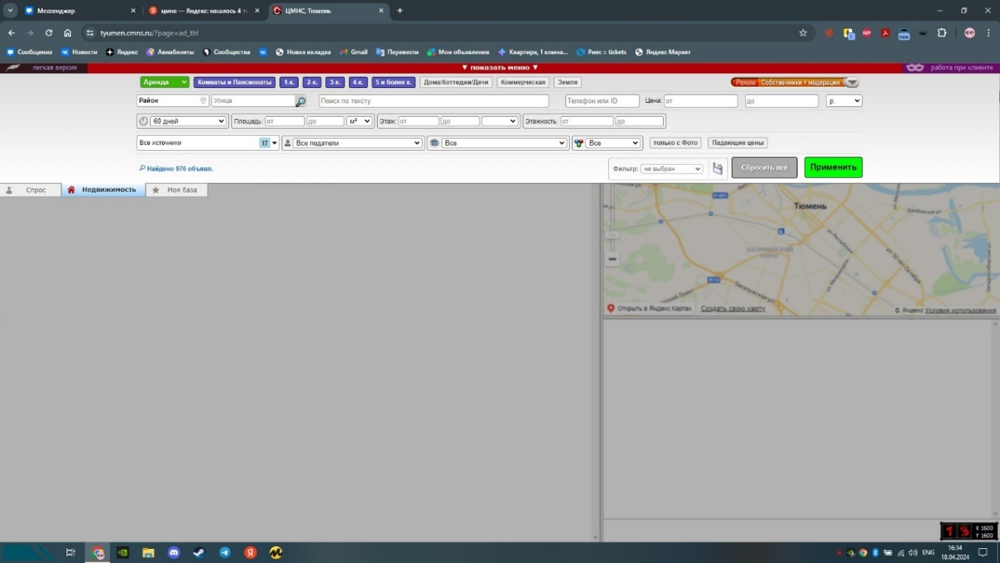 Мессенджер
цмнс — Яндекс: нашлось 4 т
ЦМНС, Тюмень
tyumen.cmns.ru/?page=ad_tbl
Сообщения Новости Яндекс Авиабилеты Сообщества Новая вкладка Gmail Перевести Мои объявления Квартира, 1 комна... Риес :: tickets Яндекс Маркет
легкая версия ▼ показать меню ▼ работа при клиенте
Аренда Комнаты и Пансионаты 1-к. 2-к. 3-к. 4-к. 5 и более к. Дома/Коттеджи/Дачи Коммерческая Земля Режим Собственники + модерация
Район Улица Поиск по тексту Телефон или ID Цена: от до р.
60 дней Площадь: от до м² Этаж: от до Этажность: от до
Все источники 17 Все податели Все Все только с Фото Падающие цены
Найдено 976 объявл. Фильтр: не выбран Сбросить всё Применить
Спрос Недвижимость Моя база
Тюмень
КАЛИНИНСКИЙ
ОКРУГ
ул. Республики
ул. 50 лет Октября
Открыть в Яндекс.Картах Создать свою карту © Яндекс Условия использования
X 1600
Y 1600
ENG 16:34
18.04.2024